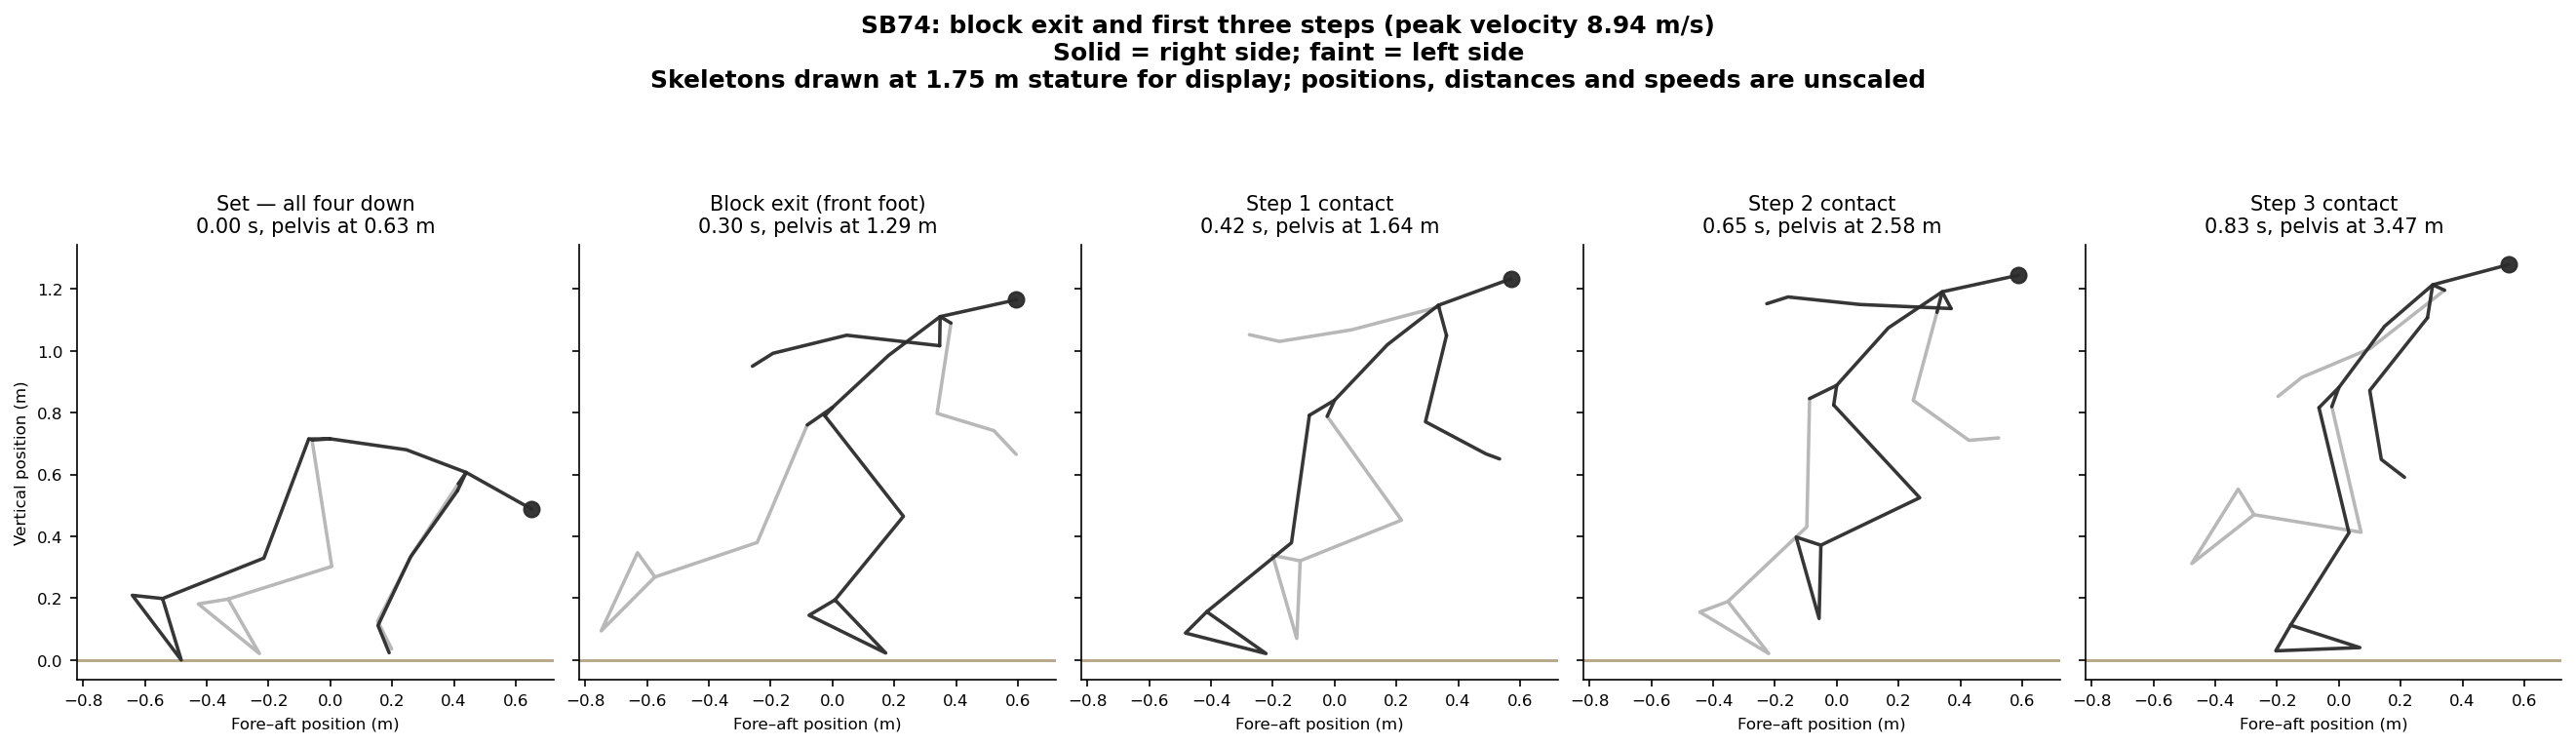 SB74: block exit and first three steps (peak velocity 8.94 m/s)
Solid = right side; faint = left side
Skeletons drawn at 1.75 m stature for display; positions, distances and speeds are unscaled
Set — all four down
0.00 s, pelvis at 0.63 m
Block exit (front foot)
0.30 s, pelvis at 1.29 m
Step 1 contact
0.42 s, pelvis at 1.64 m
Step 2 contact
0.65 s, pelvis at 2.58 m
Step 3 contact
0.83 s, pelvis at 3.47 m
Vertical position (m)
1.2
1.0
0.8
0.6
0.4
0.2
0.0
−0.8 −0.6 −0.4 −0.2 0.0 0.2 0.4 0.6
Fore–aft position (m)
−0.8 −0.6 −0.4 −0.2 0.0 0.2 0.4 0.6
Fore–aft position (m)
−0.8 −0.6 −0.4 −0.2 0.0 0.2 0.4 0.6
Fore–aft position (m)
−0.8 −0.6 −0.4 −0.2 0.0 0.2 0.4 0.6
Fore–aft position (m)
−0.8 −0.6 −0.4 −0.2 0.0 0.2 0.4 0.6
Fore–aft position (m)